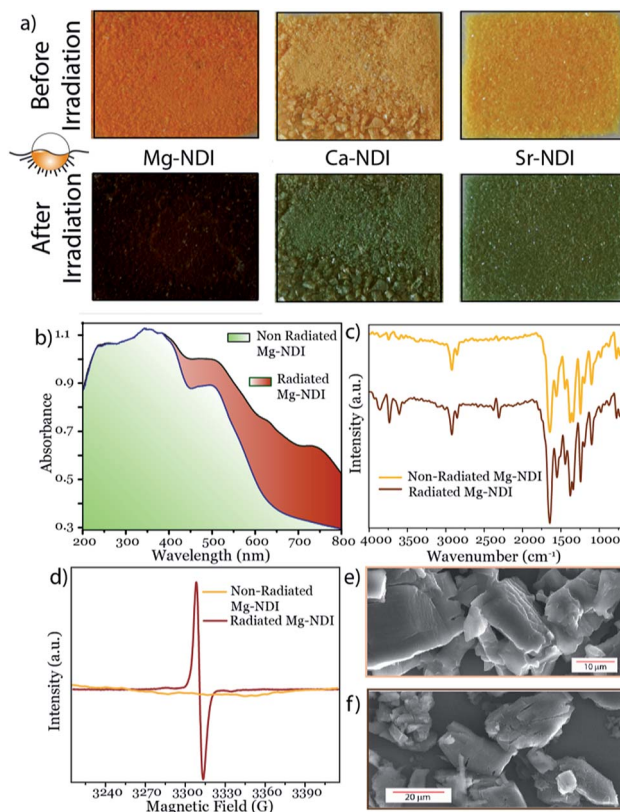 a)
Before
Irradiation
Mg-NDI
Ca-NDI
Sr-NDI
After
Irradiation
b)
1.1
0.9
0.7
0.5
0.3
Absorbance
Non Radiated
Mg-NDI
Radiated
Mg-NDI
200 300 400 500 600 700 800
Wavelength (nm)
c)
Intensity (a.u.)
Non-Radiated Mg-NDI
Radiated Mg-NDI
4000 3500 3000 2500 2000 1500 1000
Wavenumber (cm⁻¹)
d)
Intensity (a.u.)
Non-Radiated
Mg-NDI
Radiated Mg-NDI
3240 3270 3300 3330 3360 3390
Magnetic Field (G)
e)
10 μm
f)
20 μm